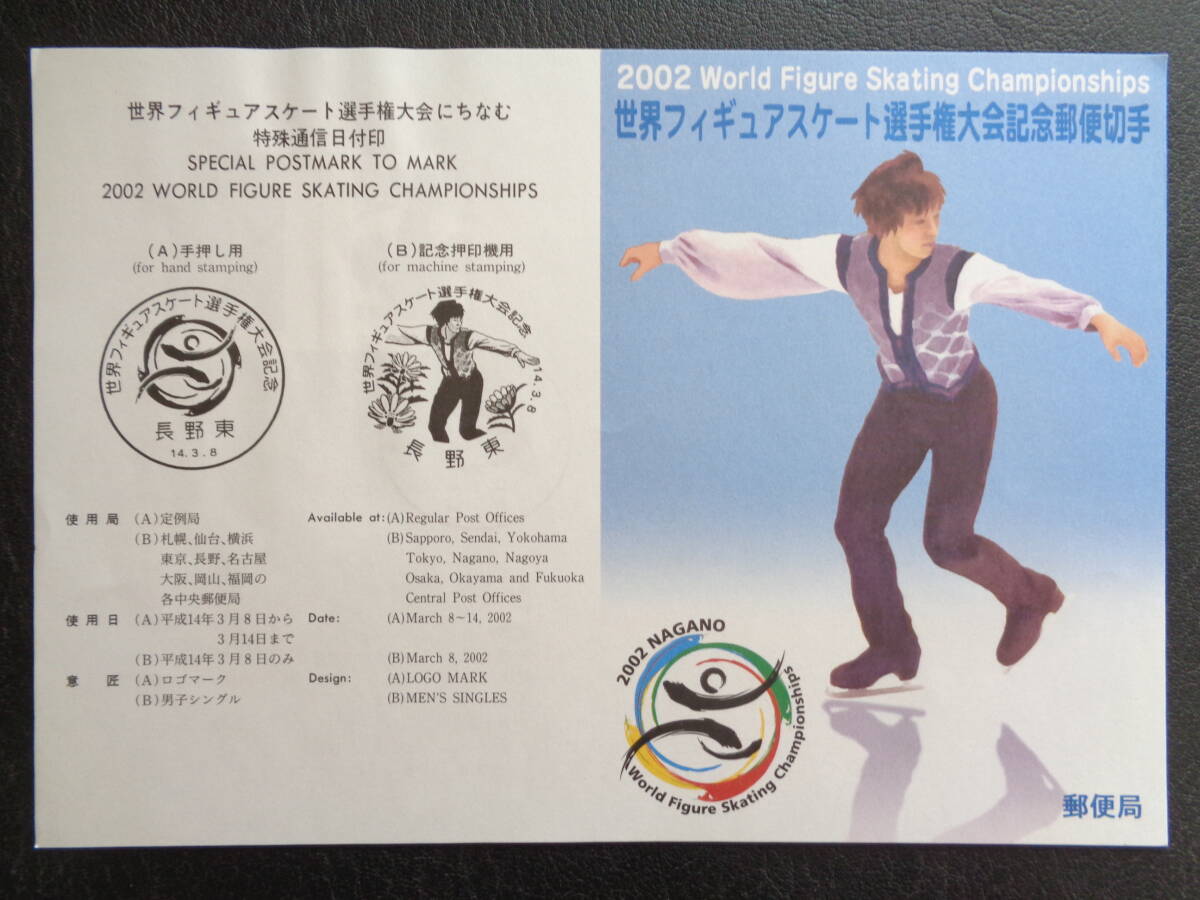 世界フィギュアスケート選手権大会にちなむ
特殊通信日付印
SPECIAL POSTMARK TO MARK
2002 WORLD FIGURE SKATING CHAMPIONSHIPS
(A)手押し用
(for hand stamping)
(B)記念押印機用
(for machine stamping)
世界フィギュアスケート選手権大会記念
長野東
14.3.8
世界フィギュアスケート選手権大会記念
14.3.8
長野東
使用局 (A)定例局
(B)札幌、仙台、横浜
東京、長野、名古屋
大阪、岡山、福岡の
各中央郵便局
使用日 (A)平成14年3月8日から
3月14日まで
(B)平成14年3月8日のみ
意匠 (A)ロゴマーク
(B)男子シングル
Available at: (A)Regular Post Offices
(B)Sapporo, Sendai, Yokohama
Tokyo, Nagano, Nagoya
Osaka, Okayama and Fukuoka
Central Post Offices
Date: (A)March 8~14, 2002
(B)March 8, 2002
Design: (A)LOGO MARK
(B)MEN'S SINGLES
2002 World Figure Skating Championships
世界フィギュアスケート選手権大会記念郵便切手
2002 NAGANO
World Figure Skating Championships
郵便局